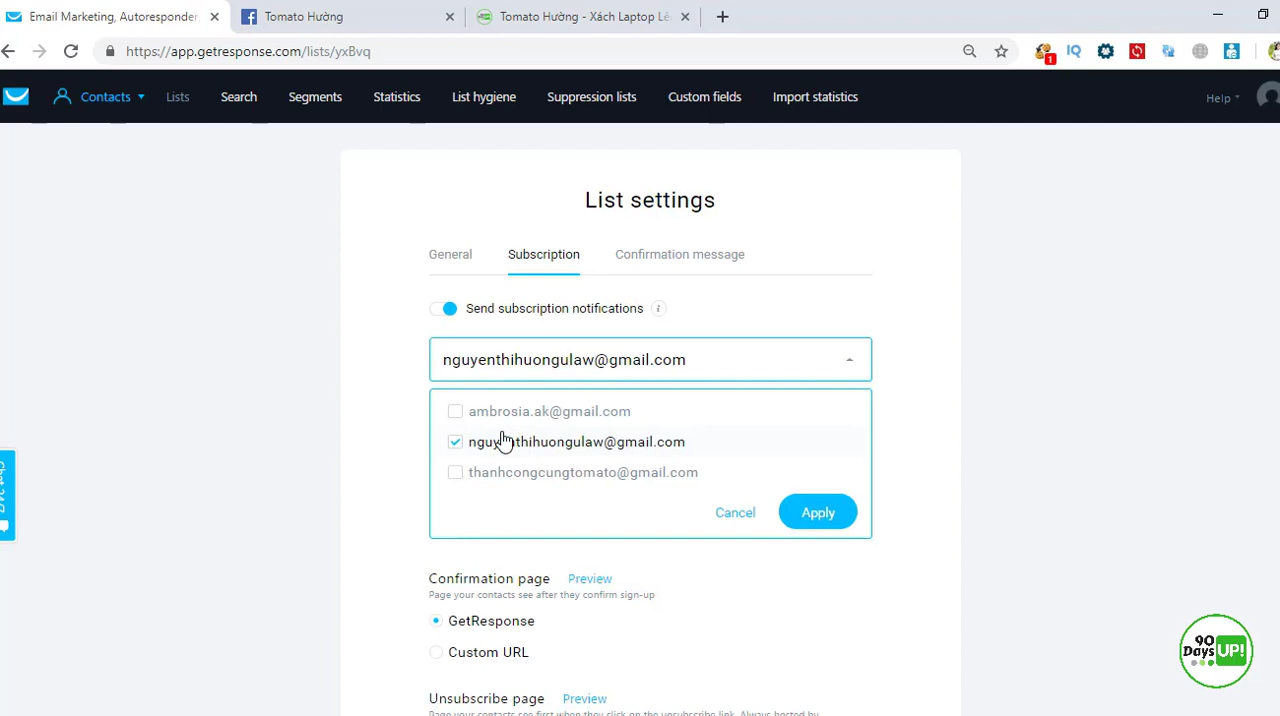 Email Marketing, Autoresponder
Tomato Hường
Tomato Hường - Xách Laptop Lê
https://app.getresponse.com/lists/yxBvq
1
IQ
Contacts
Lists
Search
Segments
Statistics
List hygiene
Suppression lists
Custom fields
Import statistics
Help
List settings
General
Subscription
Confirmation message
Send subscription notifications
i
nguyenthihuongulaw@gmail.com
ambrosia.ak@gmail.com
nguyenthihuongulaw@gmail.com
thanhcongcungtomato@gmail.com
Cancel
Apply
Chat 24
Confirmation page
Preview
Page your contacts see after they confirm sign-up
GetResponse
Custom URL
90
Days UP!
Unsubscribe page
Preview
Page your contacts see first when they click on the unsubscribe link. Always hosted by